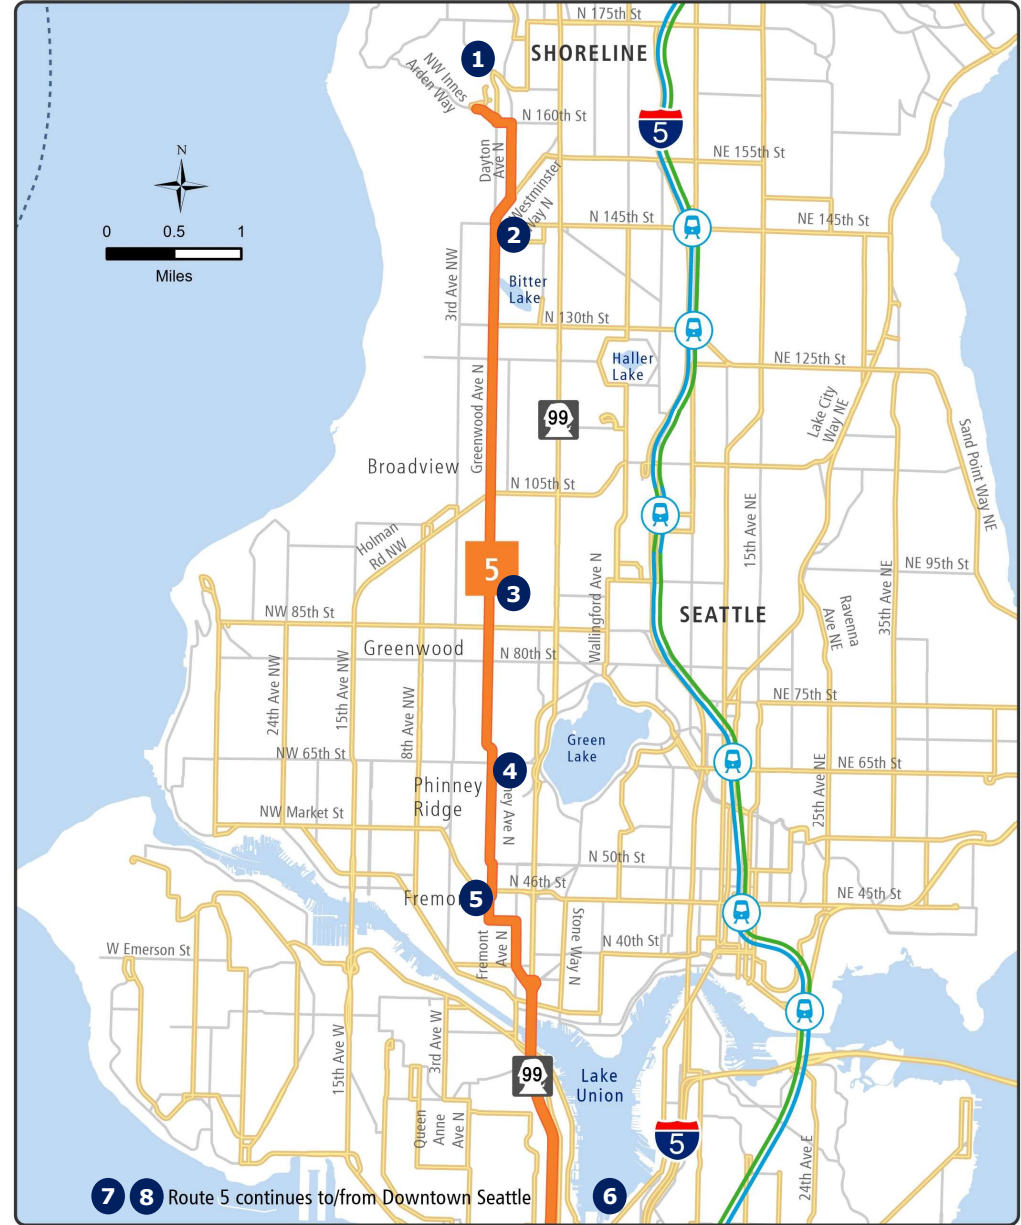 N 175th St
SHORELINE
1
NW Innes
Arden Way
N 160th St
5
Dayton
Ave N
NE 155th St
N
Westminster
Way N
N 145th St
NE 145th St
2
0 0.5 1
Miles
3rd Ave NW
Bitter
Lake
N 130th St
Haller
Lake
NE 125th St
Greenwood Ave N
99
Lake City
Way NE
Sand Point Way NE
Broadview
N 105th St
15th Ave NE
Holman
Rd NW
5
3
Wallingford Ave N
NE 95th St
35th Ave NE
Ravenna
Ave NE
NW 85th St
SEATTLE
Greenwood
N 80th St
24th Ave NW
15th Ave NW
8th Ave NW
NE 75th St
Green
Lake
NW 65th St
NE 65th St
4
Phinney
Ridge
ney Ave N
25th Ave NE
NW Market St
N 50th St
N 46th St
NE 45th St
Fremo
5
Stone Way N
N 40th St
Fremont
Ave N
W Emerson St
15th Ave W
3rd Ave W
99
Lake
Union
Queen
Anne
Ave N
5
24th Ave E
7 8 Route 5 continues to/from Downtown Seattle
6